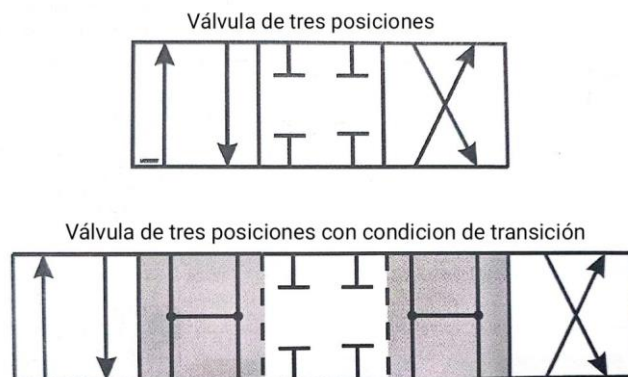 Válvula de tres posiciones
Válvula de tres posiciones con condicion de transición